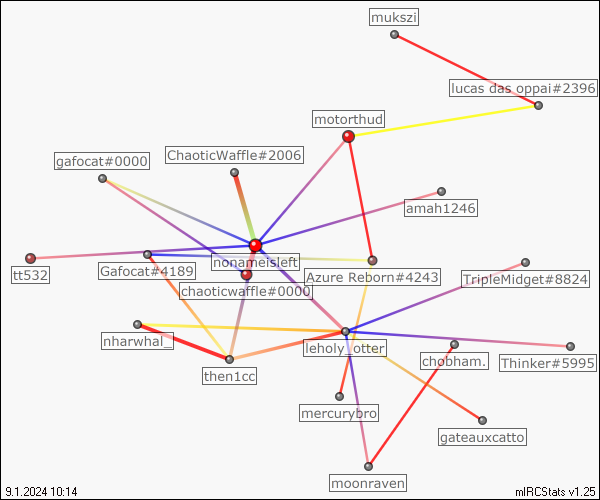 mukszi
lucas das oppai#2396
motorthud
ChaoticWaffle#2006
gafocat#0000
amah1246
nonameisleft
tt532
Gafocat#4189
Azure Reborn#4243
TripleMidget#8824
chaoticwaffle#0000
nharwhal_
leholy_otter
chobham.
Thinker#5995
then1cc
mercurybro
gateauxcatto
moonraven
9.1.2024 10:14
mIRCStats v1.25